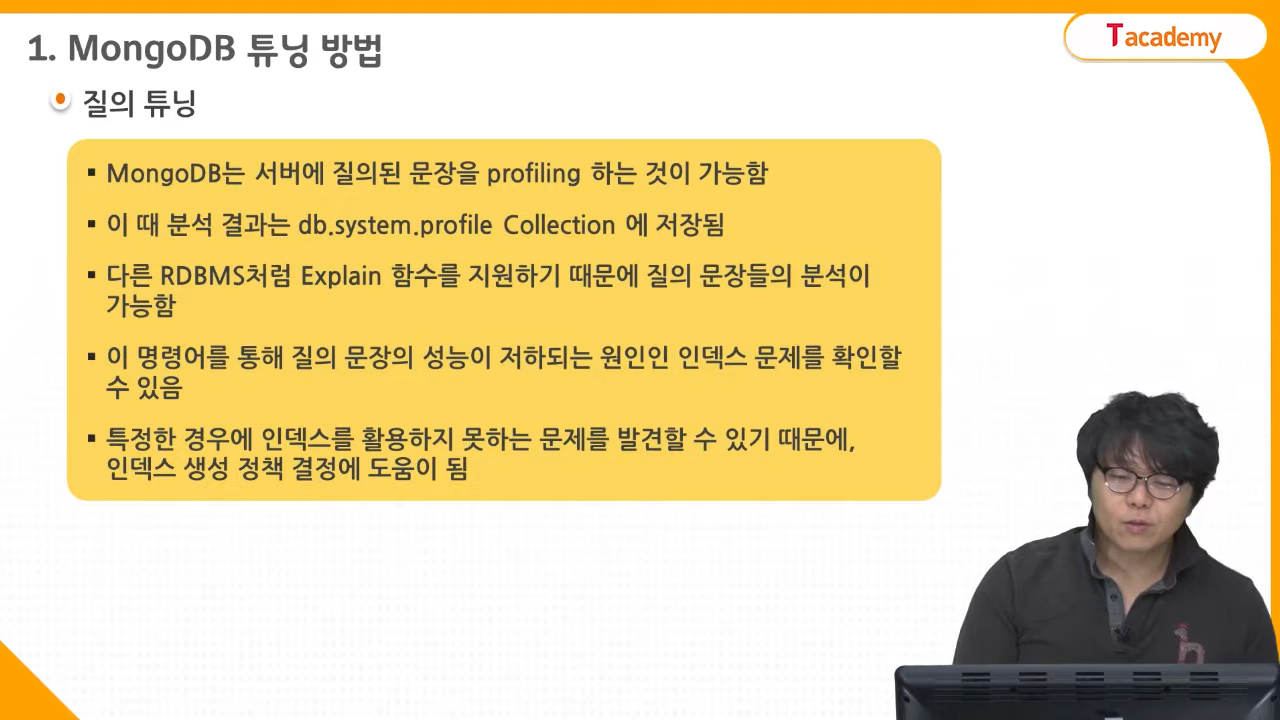 1. MongoDB 튜닝 방법
Tacademy
질의 튜닝
▪ MongoDB는 서버에 질의된 문장을 profiling 하는 것이 가능함
▪ 이 때 분석 결과는 db.system.profile Collection 에 저장됨
▪ 다른 RDBMS처럼 Explain 함수를 지원하기 때문에 질의 문장들의 분석이
가능함
▪ 이 명령어를 통해 질의 문장의 성능이 저하되는 원인인 인덱스 문제를 확인할
수 있음
▪ 특정한 경우에 인덱스를 활용하지 못하는 문제를 발견할 수 있기 때문에,
인덱스 생성 정책 결정에 도움이 됨